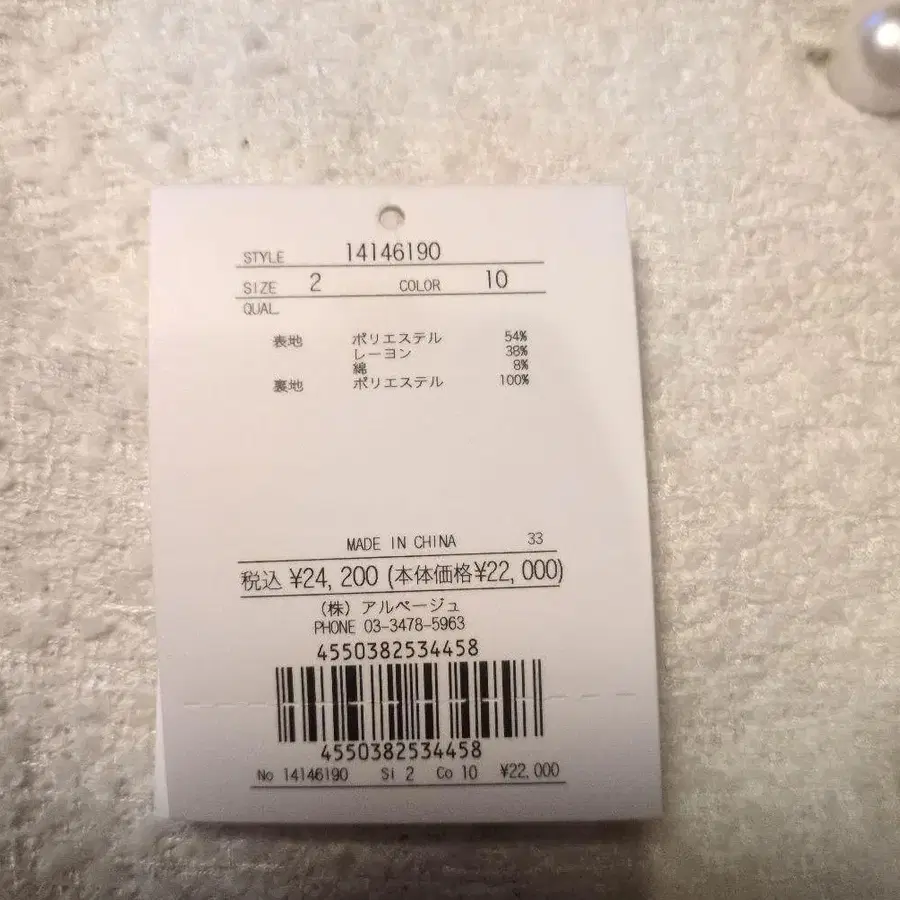 STYLE 14146190
SIZE 2 COLOR 10
QUAL
表地 ポリエステル 54%
レーヨン 38%
綿 8%
裏地 ポリエステル 100%
MADE IN CHINA 33
税込 ¥24,200 (本体価格¥22,000)
(株) アルページュ
PHONE 03-3478-5963
4550382534458
4550382534458
No 14146190 Si 2 Co 10 ¥22,000